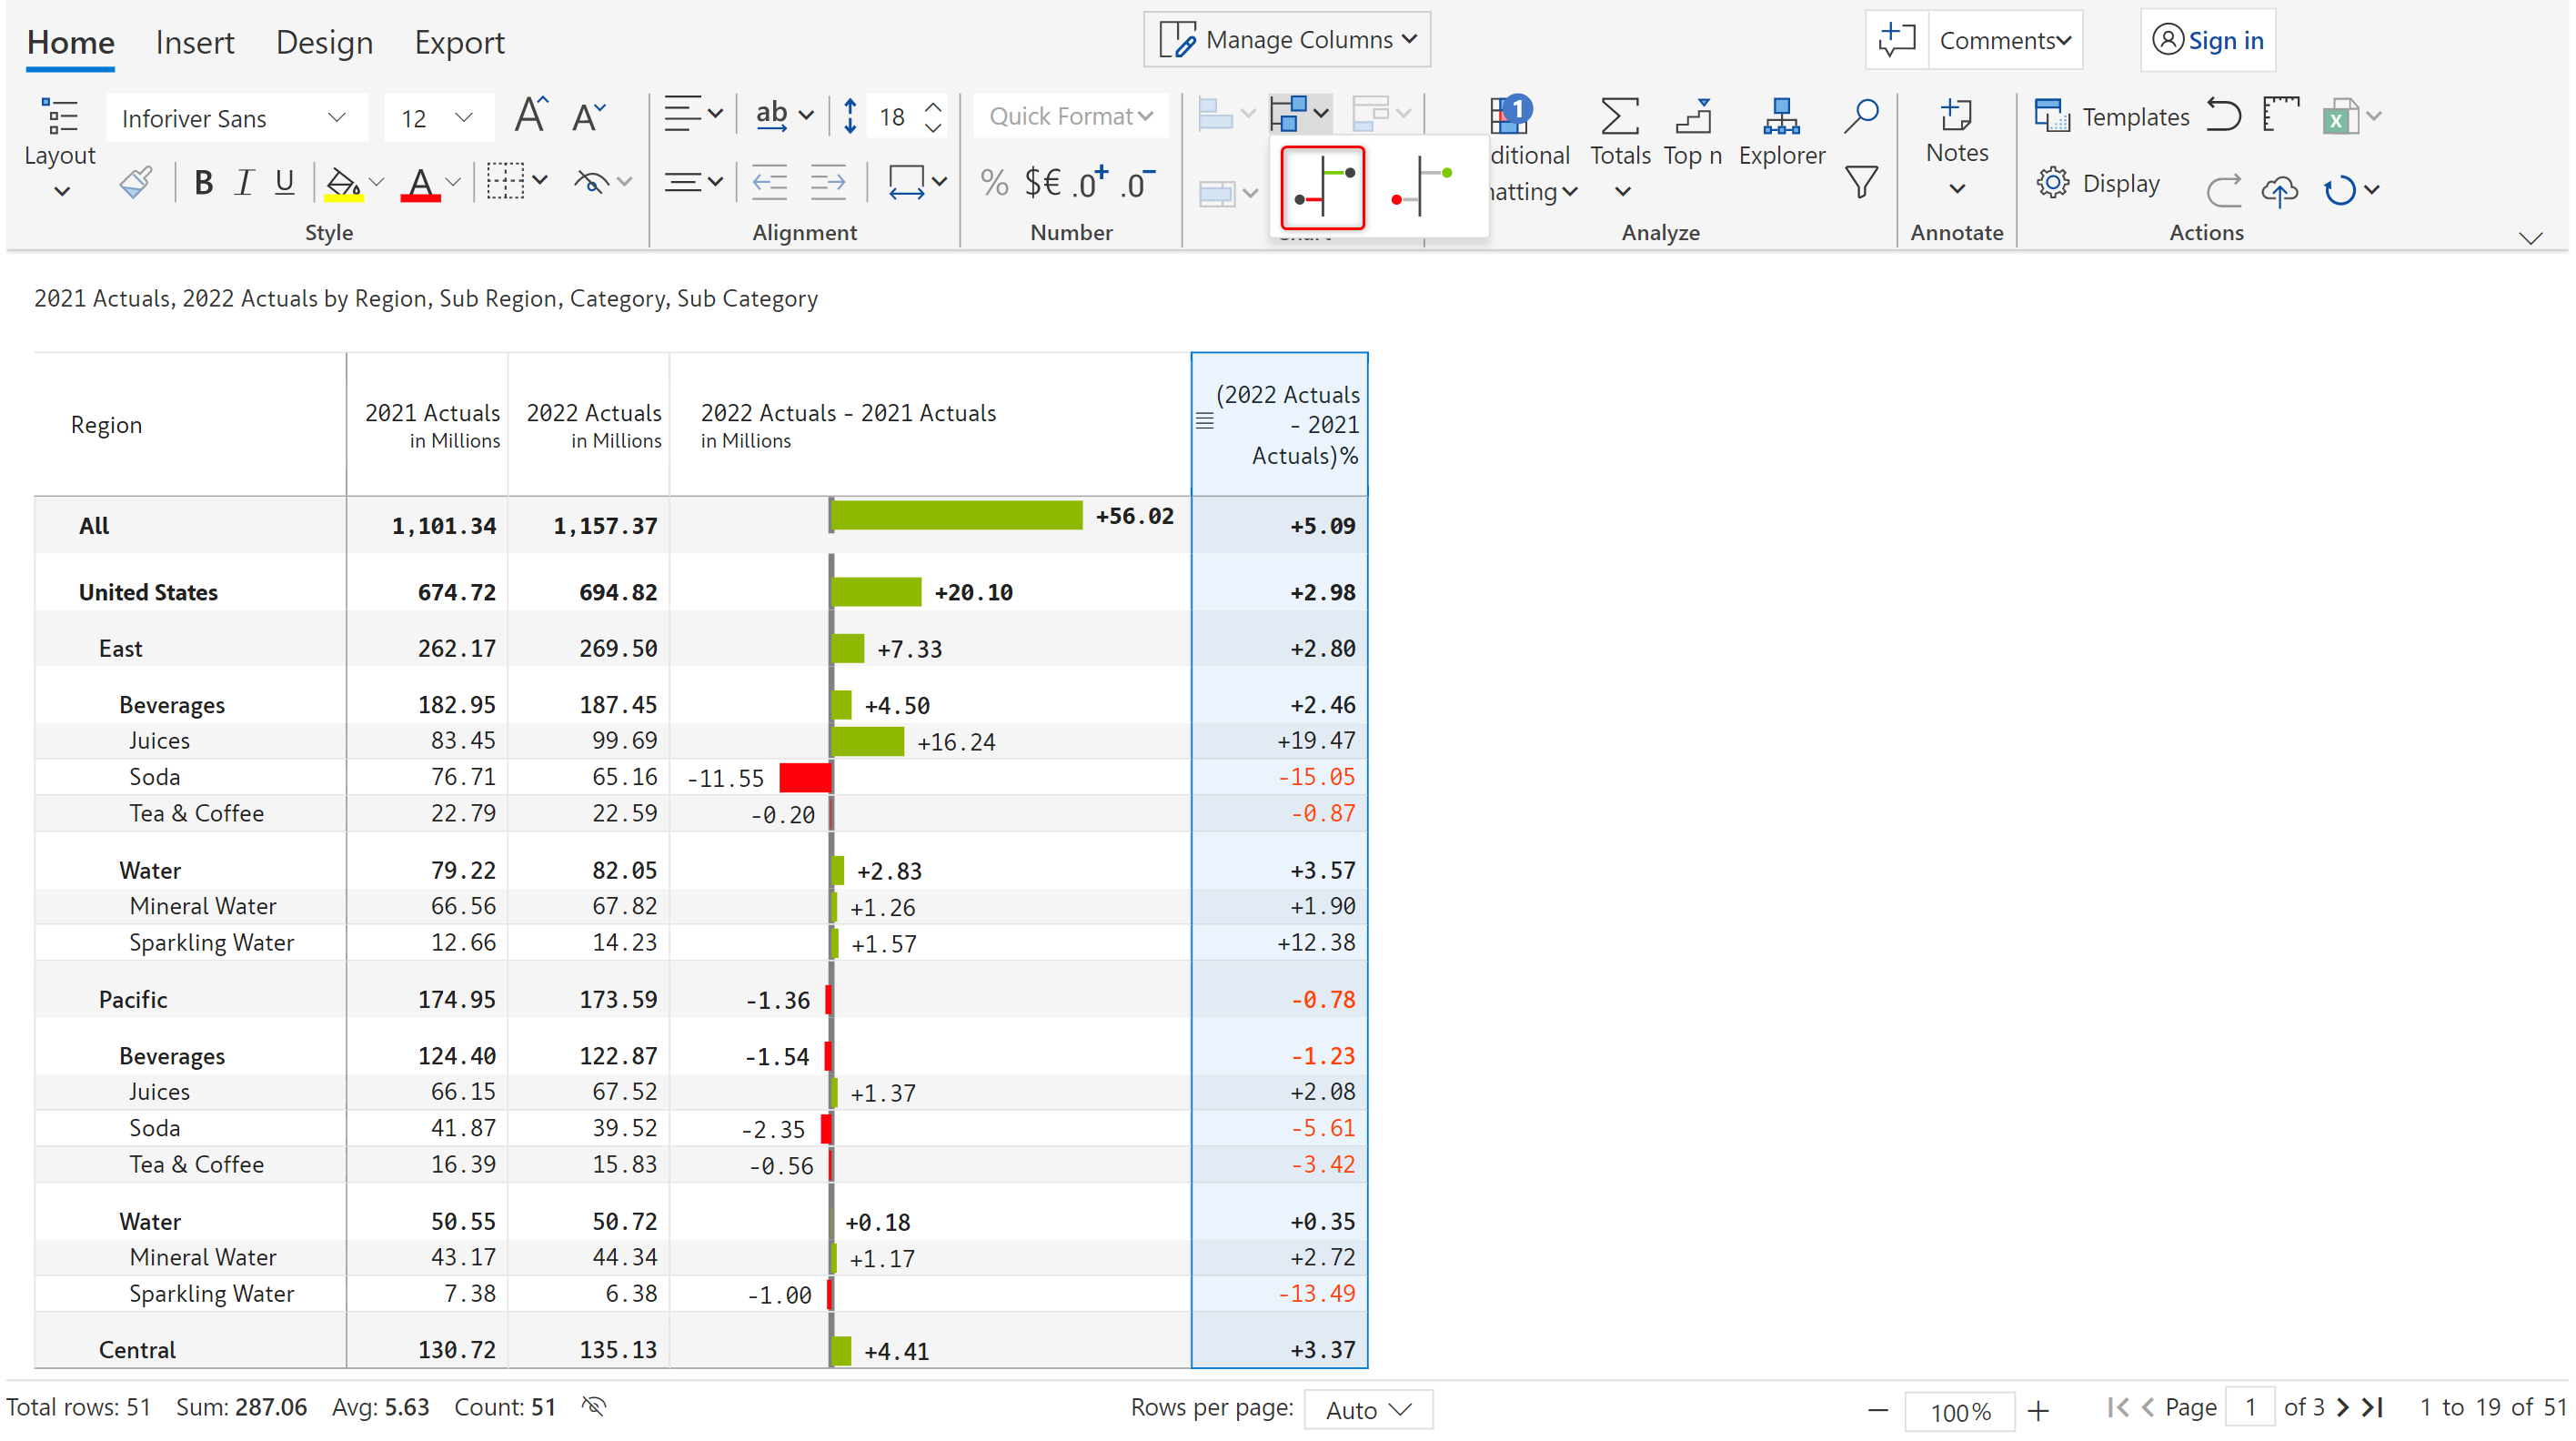 Home Insert Design Export Manage Columns Comments Sign in
Layout Inforiver Sans 12 A A ab 18 Quick Format 1 ditional Totals Top n Explorer Notes Templates
B I U A % $€ .0+ .0- natting Display
Style Alignment Number Analyze Annotate Actions
2021 Actuals, 2022 Actuals by Region, Sub Region, Category, Sub Category
Region 2021 Actuals in Millions 2022 Actuals in Millions 2022 Actuals - 2021 Actuals in Millions (2022 Actuals - 2021 Actuals)%
All 1,101.34 1,157.37 +56.02 +5.09
United States 674.72 694.82 +20.10 +2.98
East 262.17 269.50 +7.33 +2.80
Beverages 182.95 187.45 +4.50 +2.46
Juices 83.45 99.69 +16.24 +19.47
Soda 76.71 65.16 -11.55 -15.05
Tea & Coffee 22.79 22.59 -0.20 -0.87
Water 79.22 82.05 +2.83 +3.57
Mineral Water 66.56 67.82 +1.26 +1.90
Sparkling Water 12.66 14.23 +1.57 +12.38
Pacific 174.95 173.59 -1.36 -0.78
Beverages 124.40 122.87 -1.54 -1.23
Juices 66.15 67.52 +1.37 +2.08
Soda 41.87 39.52 -2.35 -5.61
Tea & Coffee 16.39 15.83 -0.56 -3.42
Water 50.55 50.72 +0.18 +0.35
Mineral Water 43.17 44.34 +1.17 +2.72
Sparkling Water 7.38 6.38 -1.00 -13.49
Central 130.72 135.13 +4.41 +3.37
Total rows: 51 Sum: 287.06 Avg: 5.63 Count: 51 Rows per page: Auto 100% Page 1 of 3 1 to 19 of 51